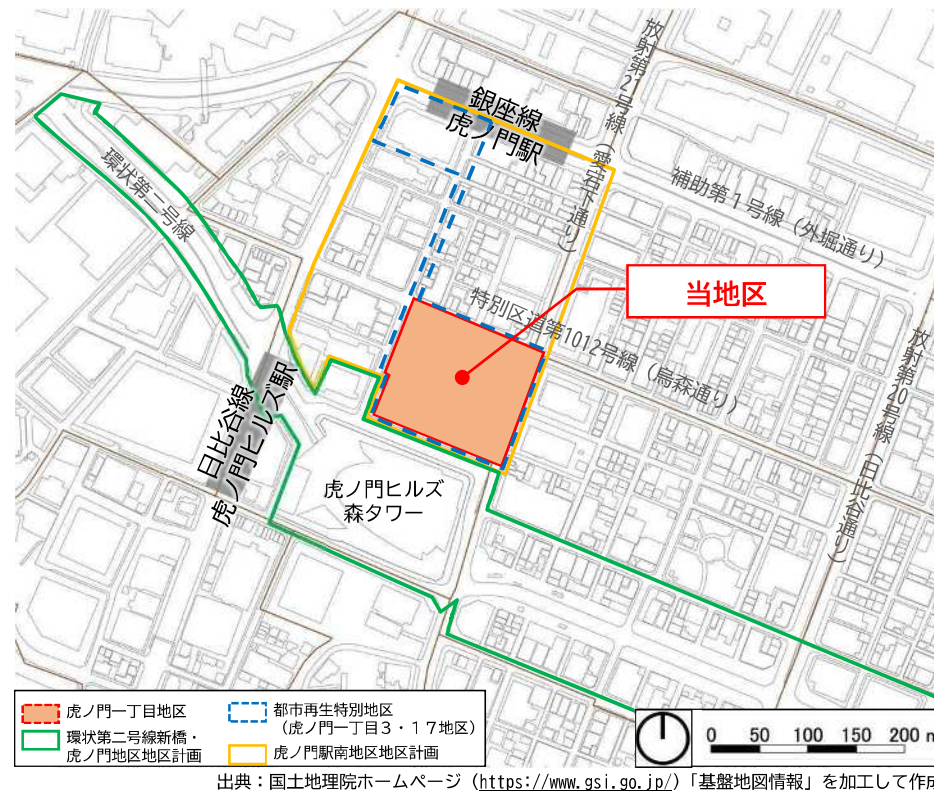 放射第21号線（愛宕下通り）
銀座線
虎ノ門駅
環状第二号線
補助第１号線（外堀通り）
当地区
特別区道第1012号線（烏森通り）
放射第20号線（日比谷通り）
日比谷線
虎ノ門ヒルズ駅
虎ノ門ヒルズ
森タワー
虎ノ門一丁目地区
都市再生特別地区
（虎ノ門一丁目３・17地区）
環状第二号線新橋・
虎ノ門地区地区計画
虎ノ門駅南地区地区計画
0 50 100 150 200 m
出典：国土地理院ホームページ（https://www.gsi.go.jp/）「基盤地図情報」を加工して作成